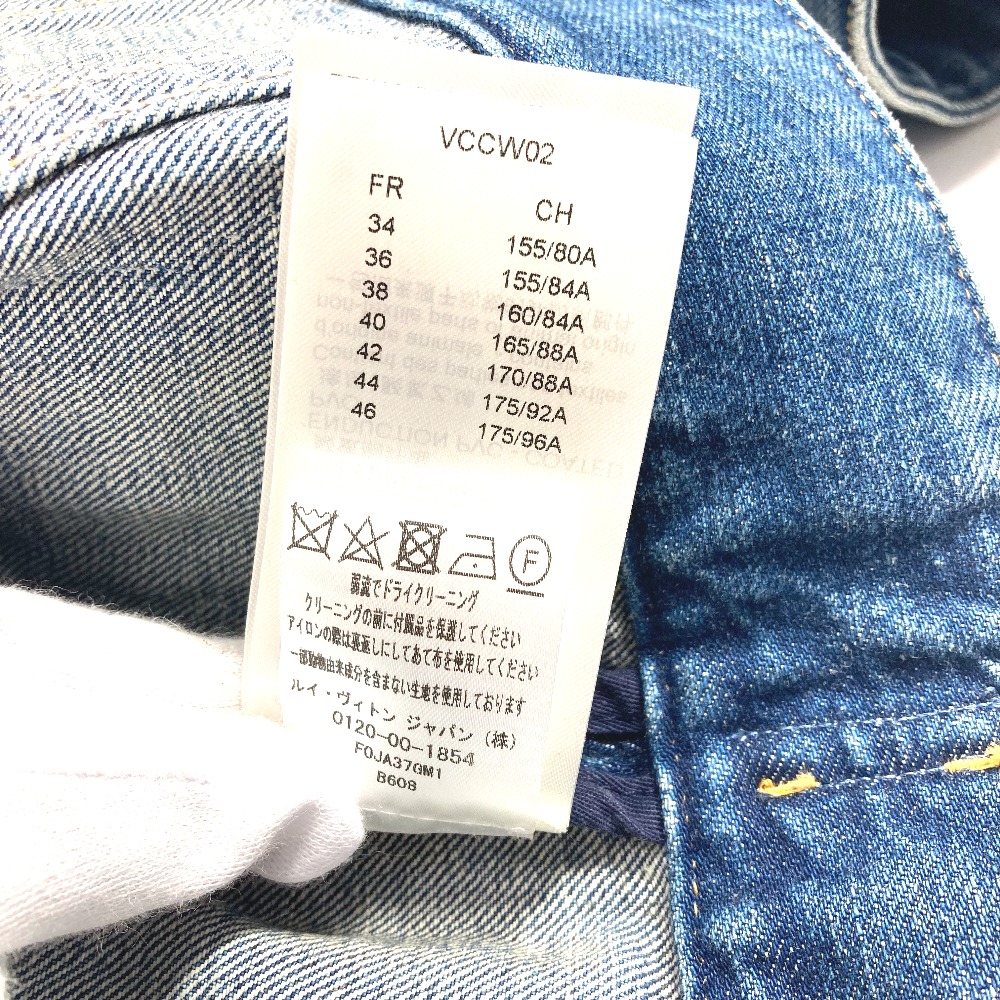 VCCW02
FR CH
34 155/80A
36 155/84A
38 160/84A
40 165/88A
42 170/88A
44 175/92A
46 175/96A
F
弱流でドライクリーニング
クリーニングの前に付属品を保護してください
アイロンの際は裏返しにしてあて布を使用してください
一部動物由来成分を含まない生地を使用しております
ルイ・ヴィトン ジャパン（株）
0120-00-1854
F0JA37GM1
B608